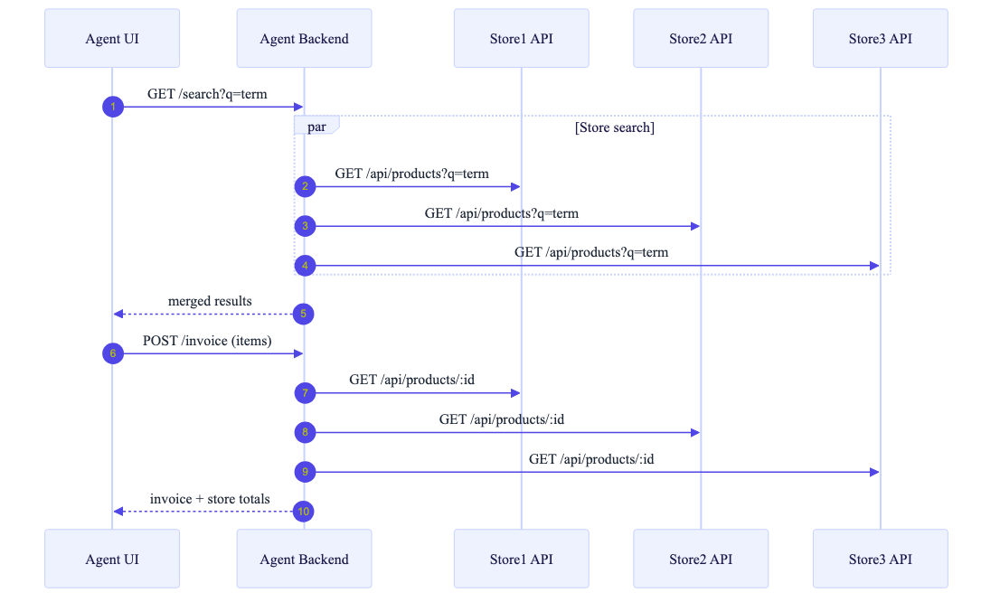 Agent UI
Agent Backend
Store1 API
Store2 API
Store3 API
GET /search?q=term
1
par
[Store search]
GET /api/products?q=term
2
GET /api/products?q=term
3
GET /api/products?q=term
4
merged results
5
POST /invoice (items)
6
GET /api/products/:id
7
GET /api/products/:id
8
GET /api/products/:id
9
invoice + store totals
10
Agent UI
Agent Backend
Store1 API
Store2 API
Store3 API